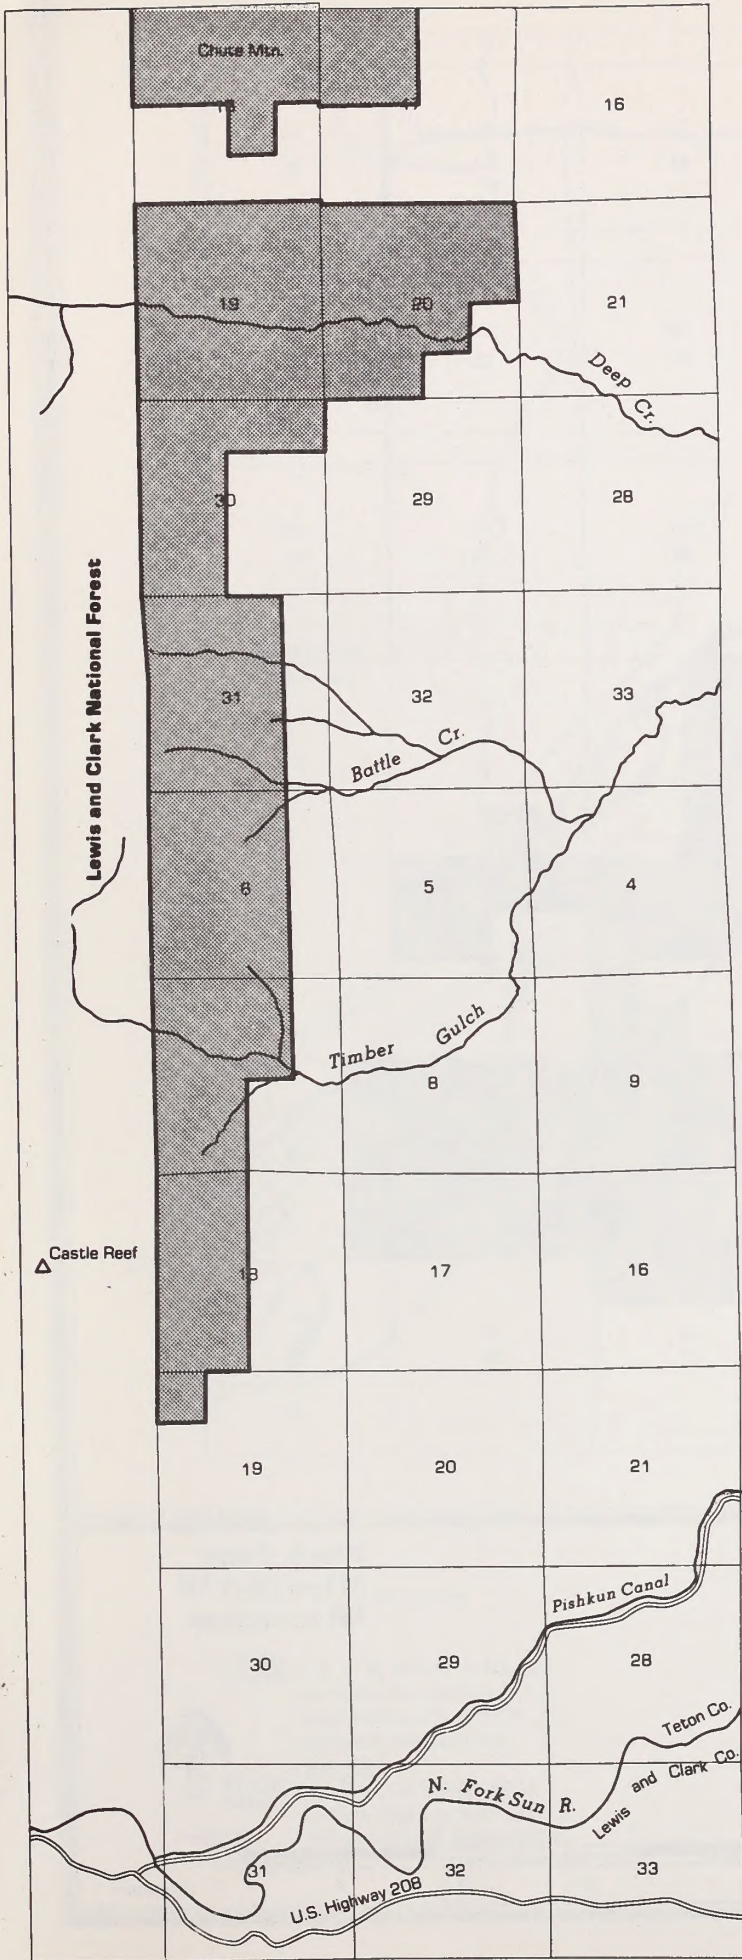 Chute Mtn.
18
17
16
19
20
21
Deep Cr.
30
29
28
Lewis and Clark National Forest
31
32
33
Battle Cr.
6
5
4
Timber Gulch
8
9
Castle Reef
18
17
16
19
20
21
Pishkun Canal
30
29
28
Teton Co.
Lewis and Clark Co.
N. Fork Sun R.
31
32
33
U.S. Highway 208